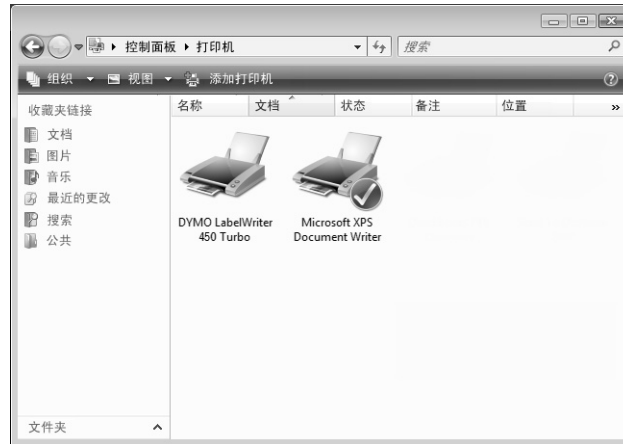 控制面板 ▸ 打印机
搜索
组织
视图
添加打印机
收藏夹链接
文档
图片
音乐
最近的更改
搜索
公共
文件夹
名称
文档
状态
备注
位置
»
DYMO LabelWriter
450 Turbo
Microsoft XPS
Document Writer